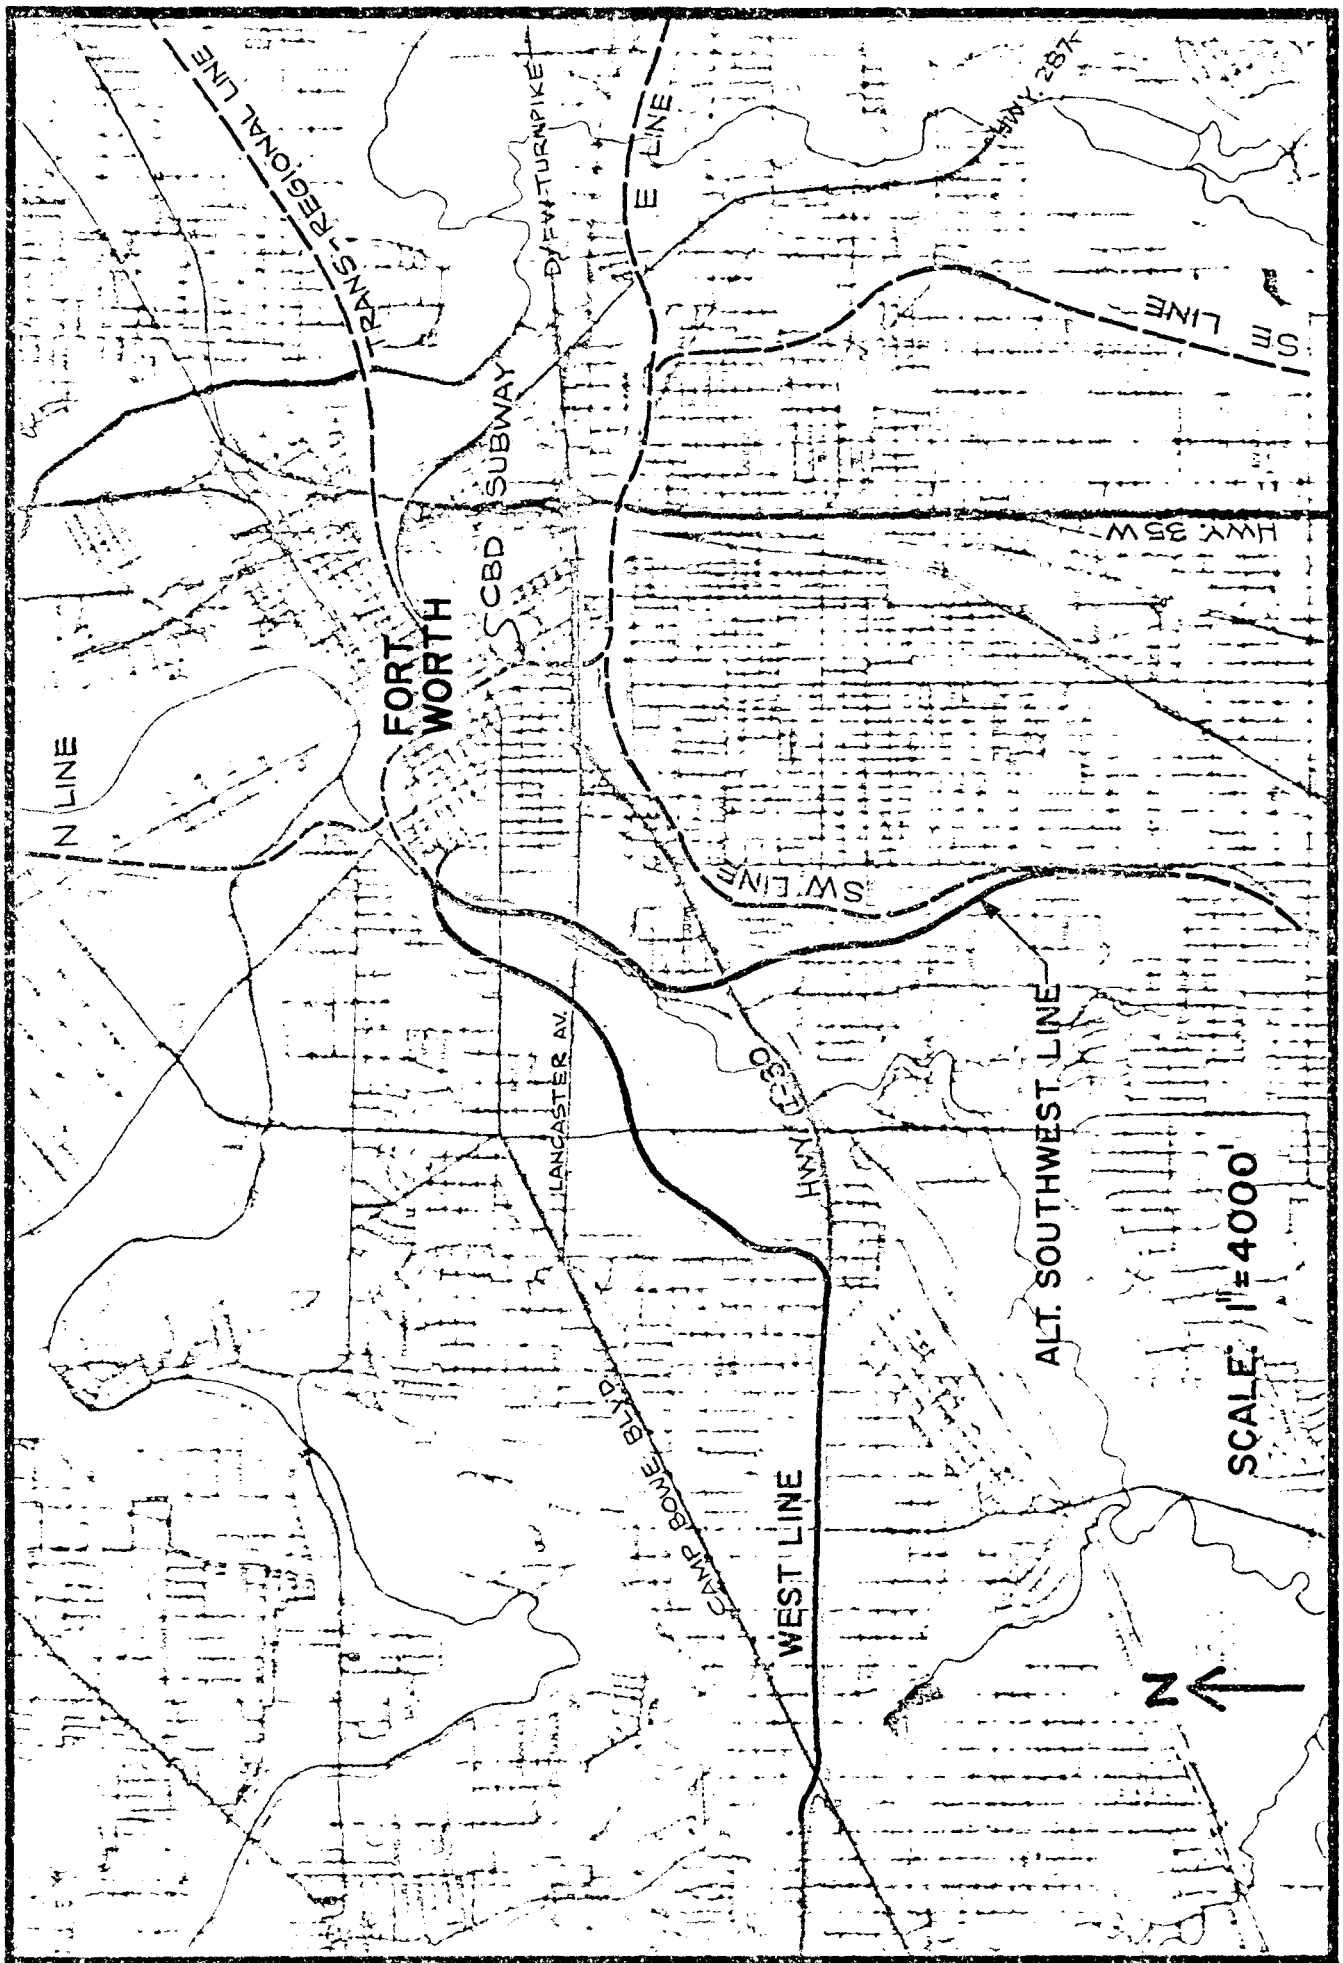 N LINE
TRANS-REGIONAL LINE
FORT
WORTH
CBD SUBWAY
D/FW TURNPIKE
E LINE
HWY. 287
LANCASTER AV.
CAMP BOWIE BLVD.
SW LINE
SE LINE
HWY. 35W
HWY I-30
WEST LINE
ALT. SOUTHWEST LINE
SCALE: 1"=4000'
N